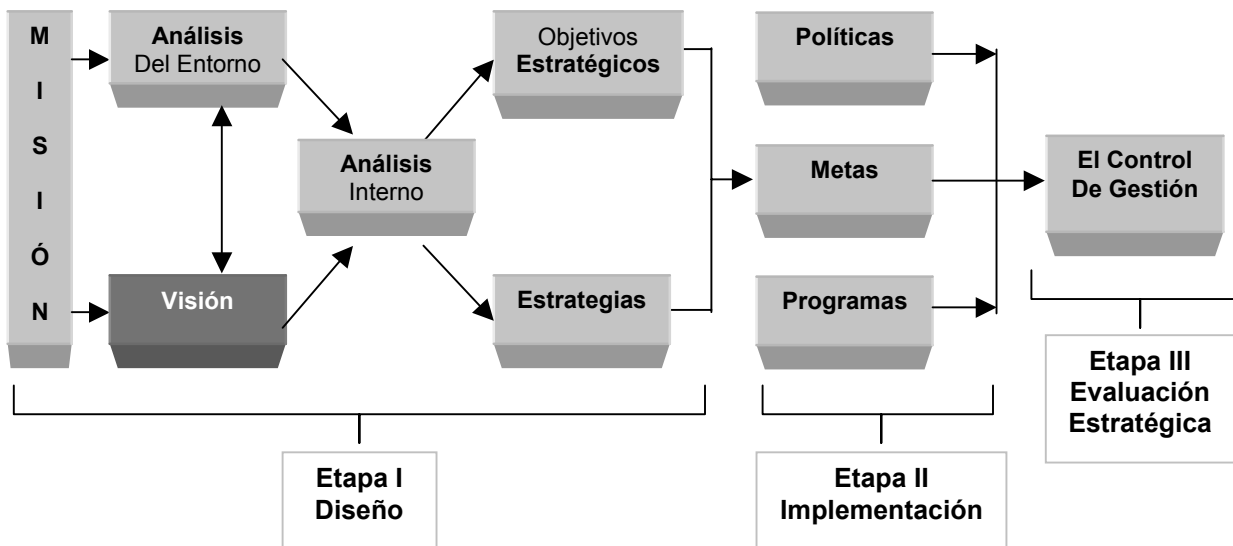 MISIÓN
Análisis
Del Entorno
Visión
Análisis
Interno
Objetivos
Estratégicos
Estrategias
Políticas
Metas
Programas
El Control
De Gestión
Etapa I
Diseño
Etapa II
Implementación
Etapa III
Evaluación
Estratégica